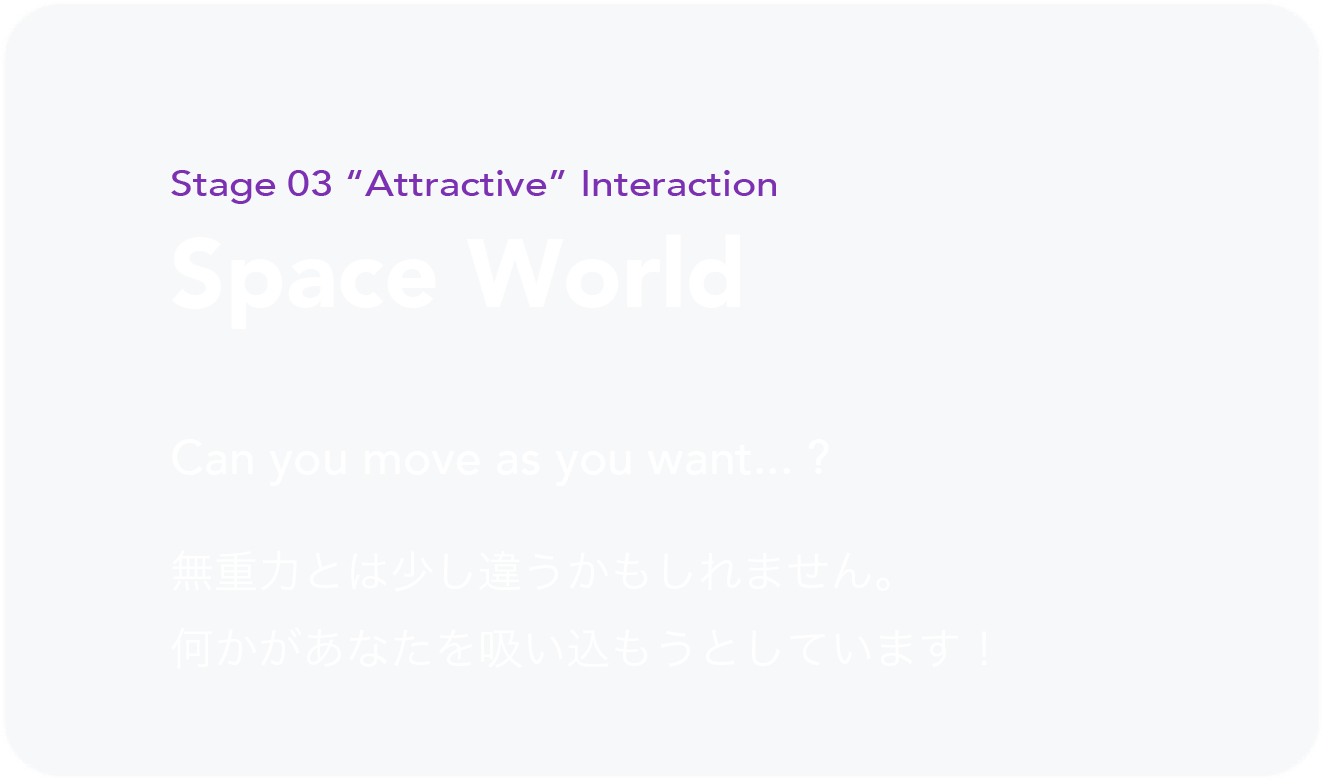 Stage 03 “Attractive” Interaction
Space World
Can you move as you want... ?
無重力とは少し違うかもしれません。
何かがあなたを吸い込もうとしています！